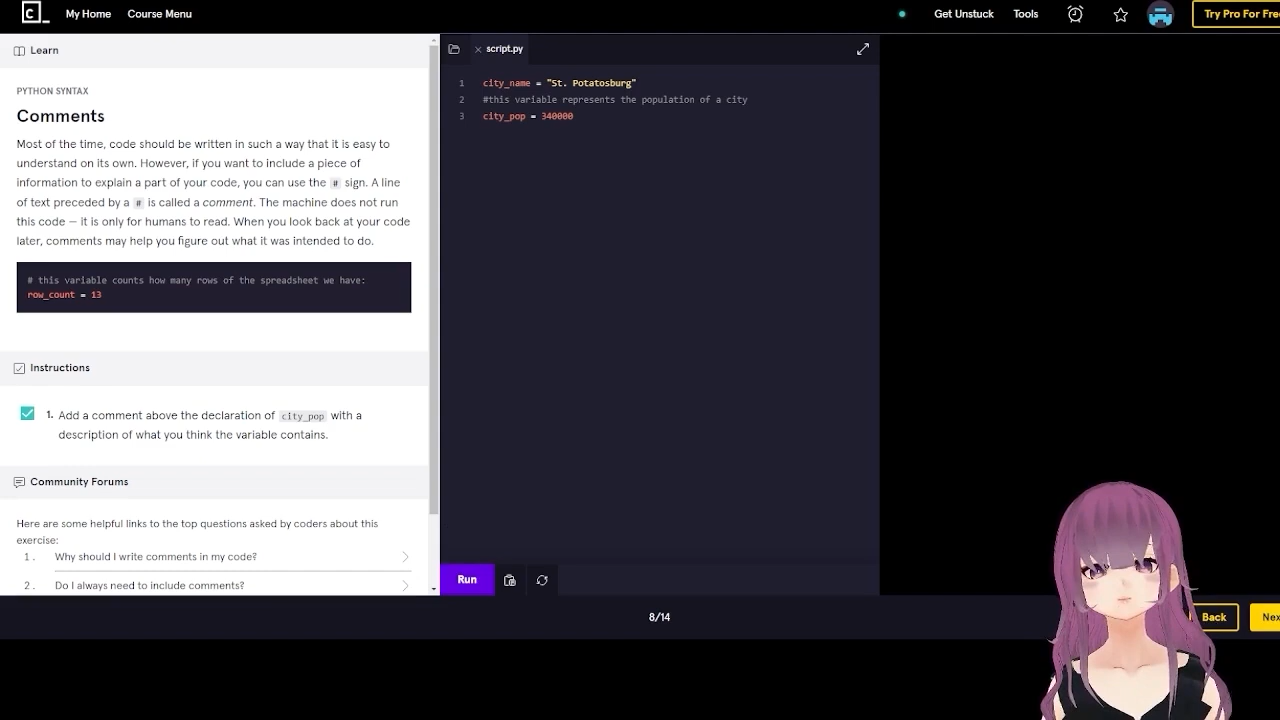 C_
My Home
Course Menu
Get Unstuck
Tools
Try Pro For Free
Learn
PYTHON SYNTAX
Comments
Most of the time, code should be written in such a way that it is easy to
understand on its own. However, if you want to include a piece of
information to explain a part of your code, you can use the # sign. A line
of text preceded by a # is called a comment. The machine does not run
this code — it is only for humans to read. When you look back at your code
later, comments may help you figure out what it was intended to do.
# this variable counts how many rows of the spreadsheet we have:
row_count = 13
Instructions
1. Add a comment above the declaration of city_pop with a
description of what you think the variable contains.
Community Forums
Here are some helpful links to the top questions asked by coders about this
exercise:
1. Why should I write comments in my code?
2. Do I always need to include comments?
script.py
1 city_name = "St. Potatosburg"
2 #this variable represents the population of a city
3 city_pop = 340000
Run
8/14
Back
Nex